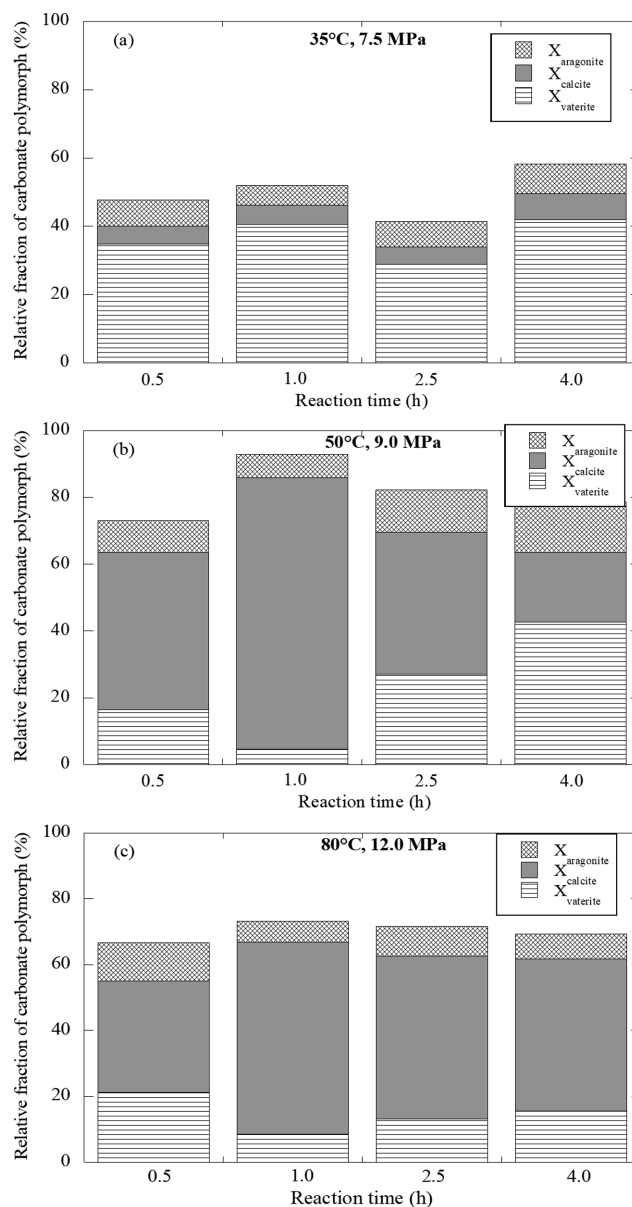 (a)
35°C, 7.5 MPa
X aragonite
X calcite
X vaterite
Relative fraction of carbonate polymorph (%)
100
80
60
40
20
0
0.5 1.0 2.5 4.0
Reaction time (h)
(b)
50°C, 9.0 MPa
X aragonite
X calcite
X vaterite
Relative fraction of carbonate polymorph (%)
100
80
60
40
20
0
0.5 1.0 2.5 4.0
Reaction time (h)
(c)
80°C, 12.0 MPa
X aragonite
X calcite
X vaterite
Relative fraction of carbonate polymorph (%)
100
80
60
40
20
0
0.5 1.0 2.5 4.0
Reaction time (h)